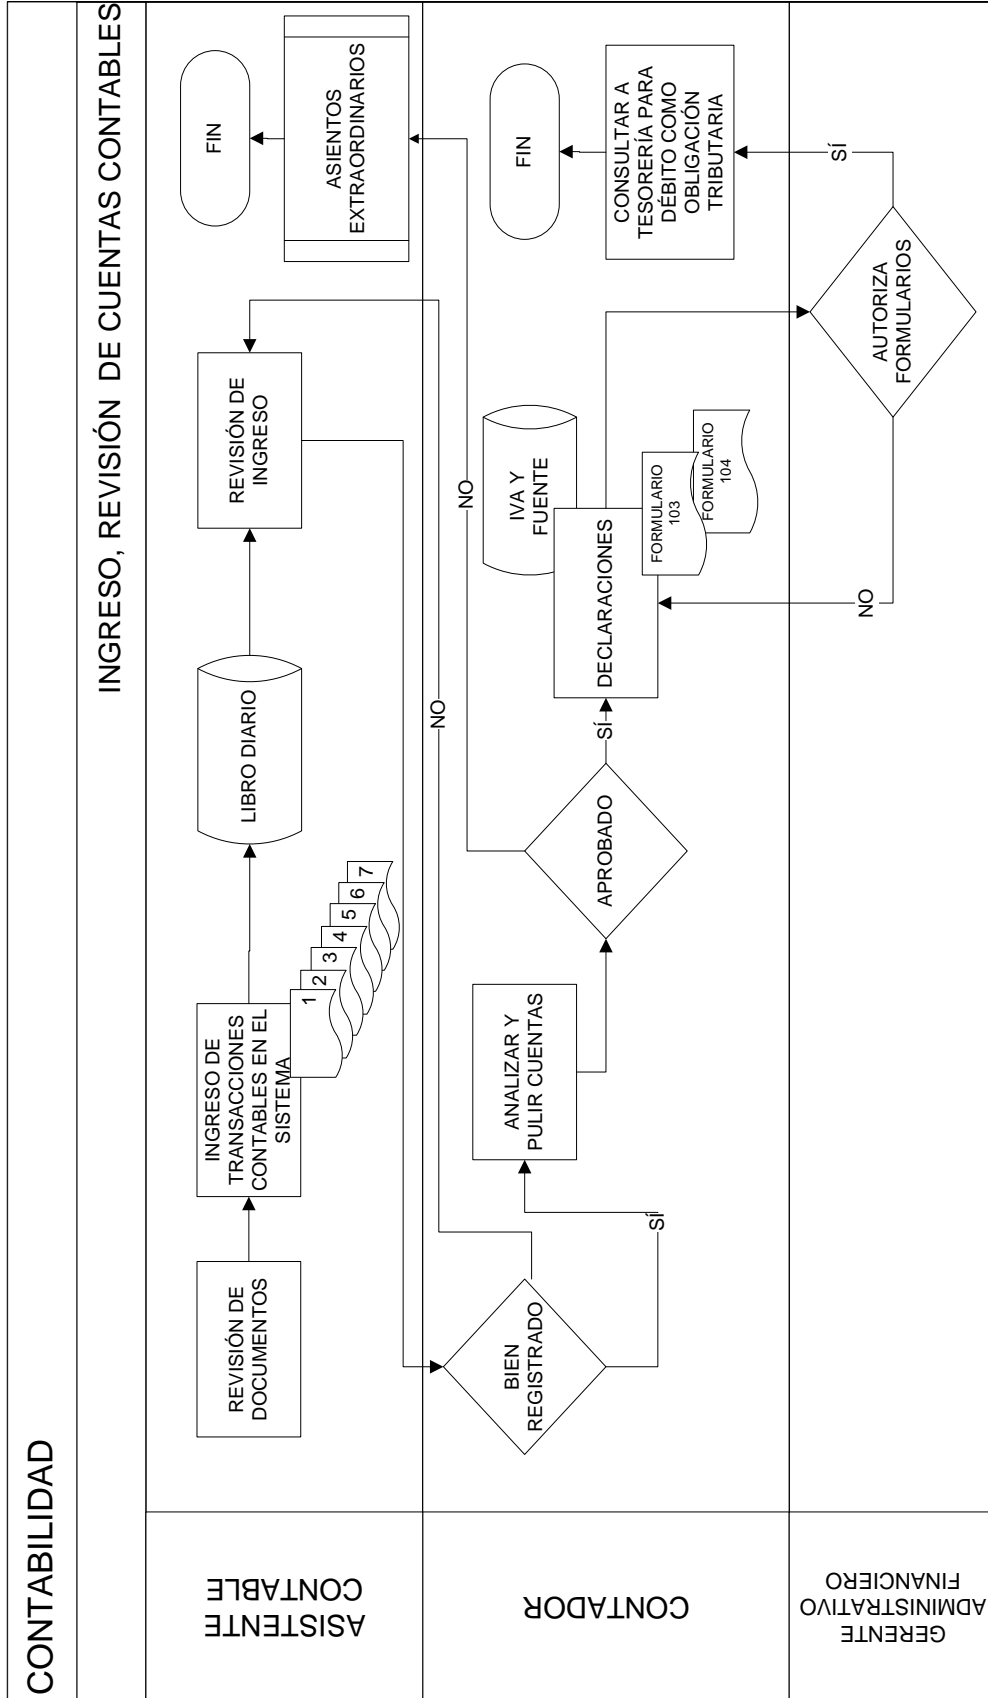 CONTABILIDAD
INGRESO, REVISIÓN  DE CUENTAS CONTABLES
ASISTENTE
CONTABLE
REVISIÓN DE
DOCUMENTOS
INGRESO DE
TRANSACCIONES
CONTABLES EN EL
SISTEMA
1
2
3
4
5
6
7
LIBRO DIARIO
REVISIÓN DE
INGRESO
ASIENTOS
EXTRAORDINARIOS
FIN
CONTADOR
BIEN
REGISTRADO
NO
SÍ
ANALIZAR Y
PULIR CUENTAS
APROBADO
NO
SÍ
DECLARACIONES
IVA Y
FUENTE
FORMULARIO
103
FORMULARIO
104
CONSULTAR A
TESORERÍA PARA
DÉBITO COMO
OBLIGACIÓN
TRIBUTARIA
FIN
GERENTE
ADMINISTRATIVO
FINANCIERO
AUTORIZA
FORMULARIOS
NO
SÍ